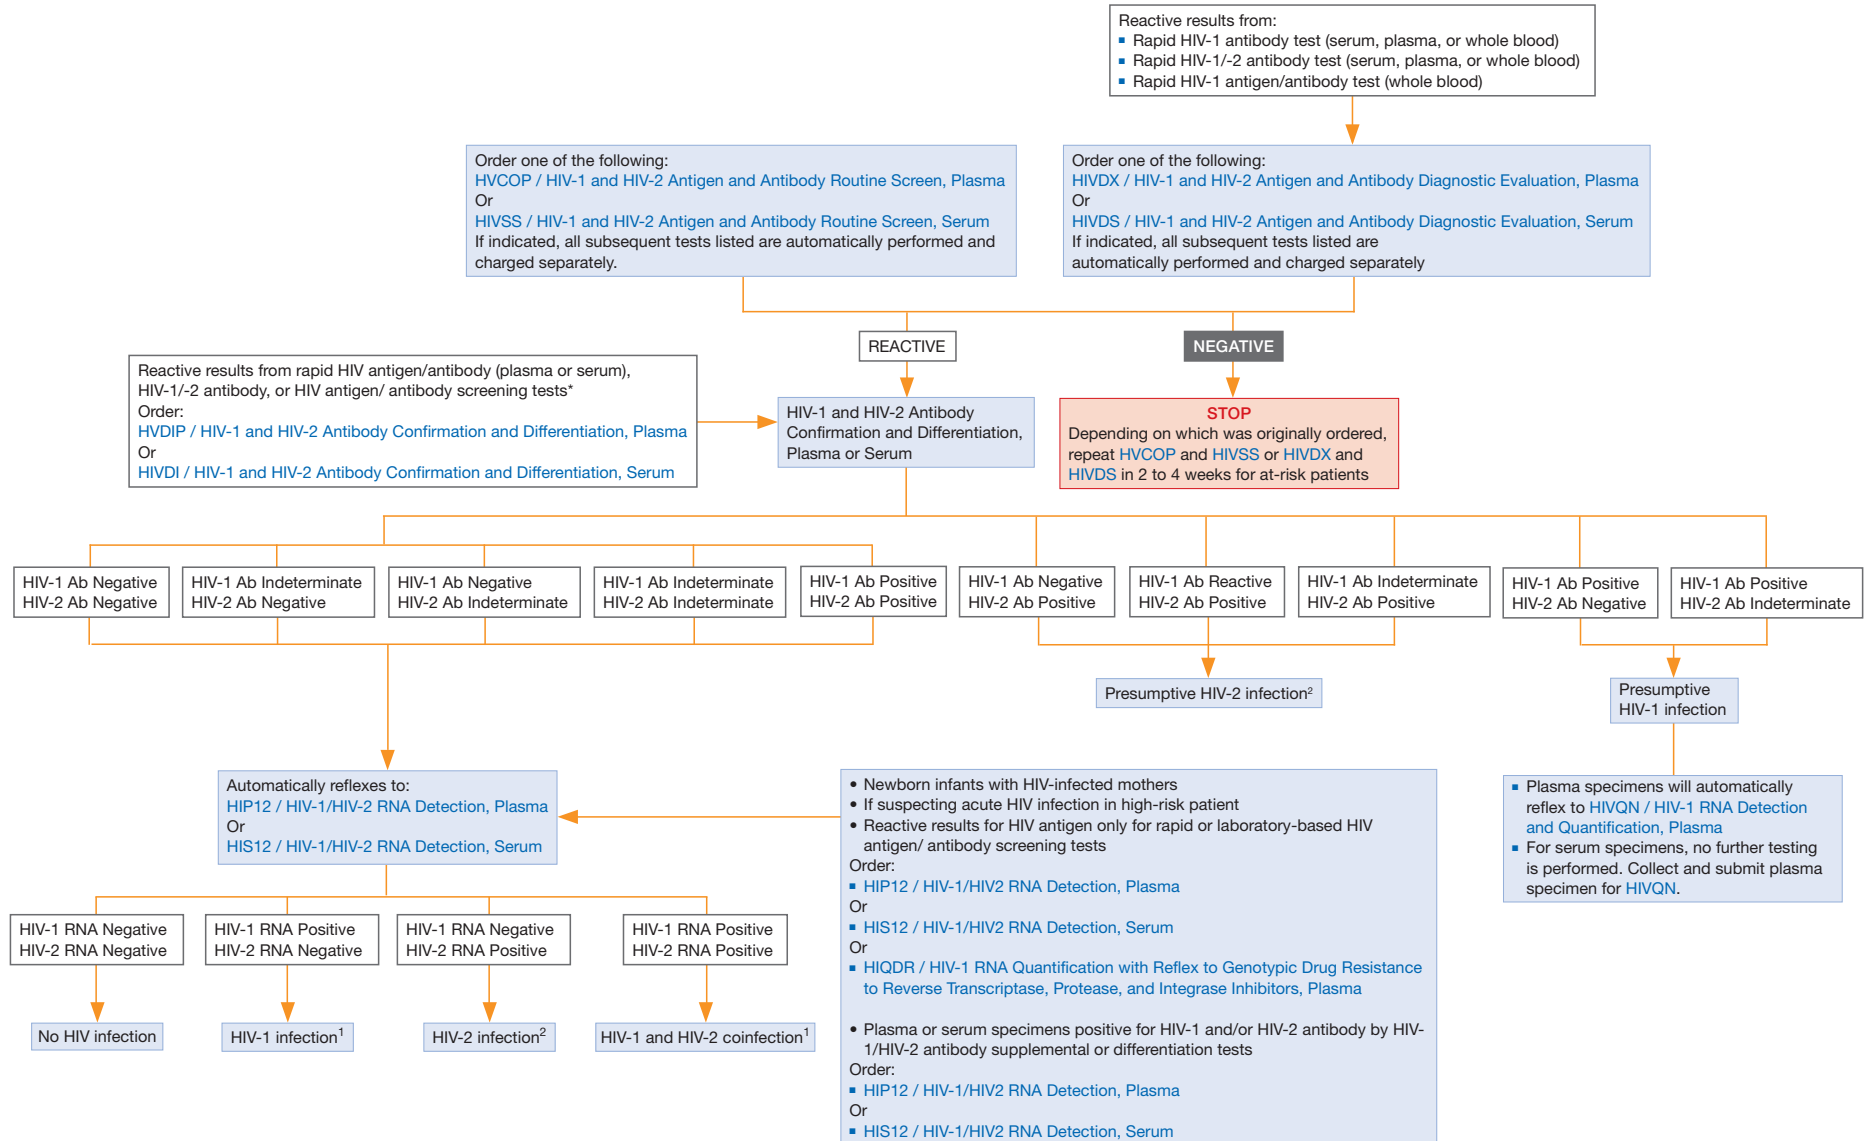 Reactive results from:
▪ Rapid HIV-1 antibody test (serum, plasma, or whole blood)
▪ Rapid HIV-1/-2 antibody test (serum, plasma, or whole blood)
▪ Rapid HIV-1 antigen/antibody test (whole blood)
Order one of the following:
HVCOP / HIV-1 and HIV-2 Antigen and Antibody Routine Screen, Plasma
Or
HIVSS / HIV-1 and HIV-2 Antigen and Antibody Routine Screen, Serum
If indicated, all subsequent tests listed are automatically performed and
charged separately.
Order one of the following:
HIVDX / HIV-1 and HIV-2 Antigen and Antibody Diagnostic Evaluation, Plasma
Or
HIVDS / HIV-1 and HIV-2 Antigen and Antibody Diagnostic Evaluation, Serum
If indicated, all subsequent tests listed are
automatically performed and charged separately
REACTIVE
NEGATIVE
Reactive results from rapid HIV antigen/antibody (plasma or serum),
HIV-1/-2 antibody, or HIV antigen/ antibody screening tests*
Order:
HVDIP / HIV-1 and HIV-2 Antibody Confirmation and Differentiation, Plasma
Or
HIVDI / HIV-1 and HIV-2 Antibody Confirmation and Differentiation, Serum
HIV-1 and HIV-2 Antibody
Confirmation and Differentiation,
Plasma or Serum
STOP
Depending on which was originally ordered,
repeat HVCOP and HIVSS or HIVDX and
HIVDS in 2 to 4 weeks for at-risk patients
HIV-1 Ab Negative
HIV-2 Ab Negative
HIV-1 Ab Indeterminate
HIV-2 Ab Negative
HIV-1 Ab Negative
HIV-2 Ab Indeterminate
HIV-1 Ab Indeterminate
HIV-2 Ab Indeterminate
HIV-1 Ab Positive
HIV-2 Ab Positive
HIV-1 Ab Negative
HIV-2 Ab Positive
HIV-1 Ab Reactive
HIV-2 Ab Positive
HIV-1 Ab Indeterminate
HIV-2 Ab Positive
HIV-1 Ab Positive
HIV-2 Ab Negative
HIV-1 Ab Positive
HIV-2 Ab Indeterminate
Presumptive HIV-2 infection²
Presumptive
HIV-1 infection
Automatically reflexes to:
HIP12 / HIV-1/HIV-2 RNA Detection, Plasma
Or
HIS12 / HIV-1/HIV-2 RNA Detection, Serum
• Newborn infants with HIV-infected mothers
• If suspecting acute HIV infection in high-risk patient
• Reactive results for HIV antigen only for rapid or laboratory-based HIV
antigen/ antibody screening tests
Order:
▪ HIP12 / HIV-1/HIV2 RNA Detection, Plasma
Or
▪ HIS12 / HIV-1/HIV2 RNA Detection, Serum
Or
▪ HIQDR / HIV-1 RNA Quantification with Reflex to Genotypic Drug Resistance
to Reverse Transcriptase, Protease, and Integrase Inhibitors, Plasma
• Plasma or serum specimens positive for HIV-1 and/or HIV-2 antibody by HIV-
1/HIV-2 antibody supplemental or differentiation tests
Order:
▪ HIP12 / HIV-1/HIV2 RNA Detection, Plasma
Or
▪ HIS12 / HIV-1/HIV2 RNA Detection, Serum
▪ Plasma specimens will automatically
reflex to HIVQN / HIV-1 RNA Detection
and Quantification, Plasma
▪ For serum specimens, no further testing
is performed. Collect and submit plasma
specimen for HIVQN.
HIV-1 RNA Negative
HIV-2 RNA Negative
HIV-1 RNA Positive
HIV-2 RNA Negative
HIV-1 RNA Negative
HIV-2 RNA Positive
HIV-1 RNA Positive
HIV-2 RNA Positive
No HIV infection
HIV-1 infection¹
HIV-2 infection²
HIV-1 and HIV-2 coinfection¹